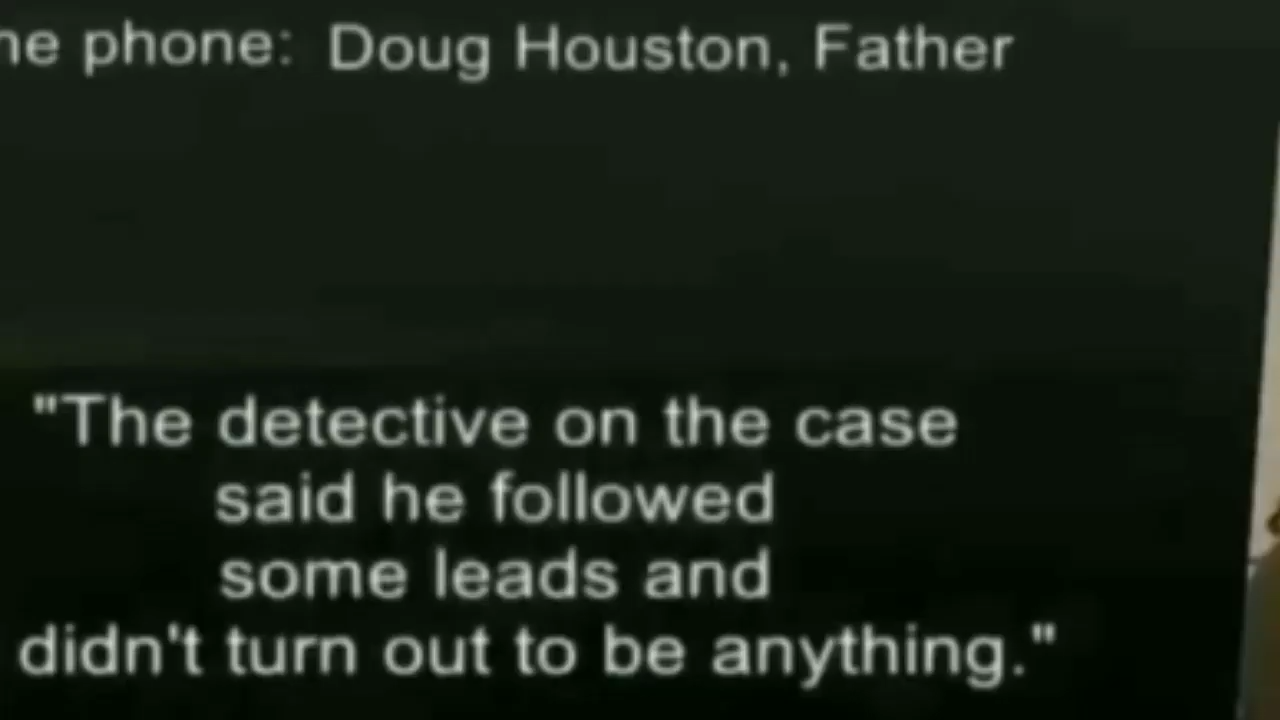 he phone: Doug Houston, Father
"The detective on the case
said he followed
some leads and
didn't turn out to be anything."